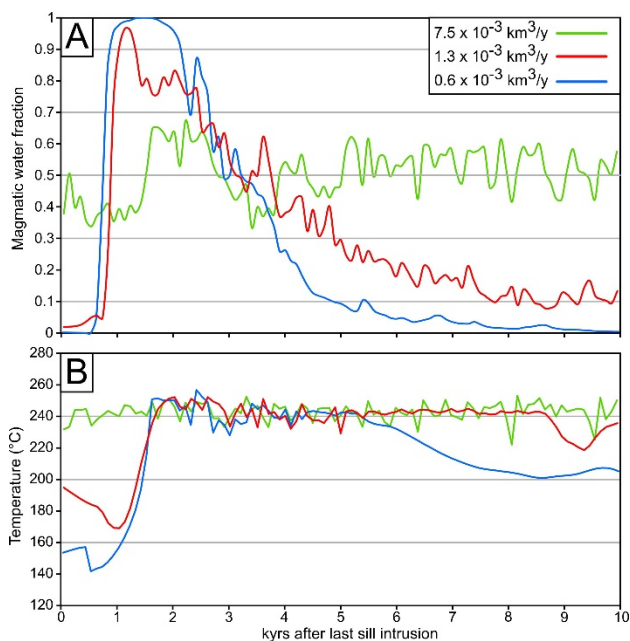 A
7.5 x 10⁻³ km³/y
1.3 x 10⁻³ km³/y
0.6 x 10⁻³ km³/y
Magmatic water fraction
1
0.9
0.8
0.7
0.6
0.5
0.4
0.3
0.2
0.1
0
B
Temperature (°C)
280
260
240
220
200
180
160
140
120
0 1 2 3 4 5 6 7 8 9 10
kyrs after last sill intrusion